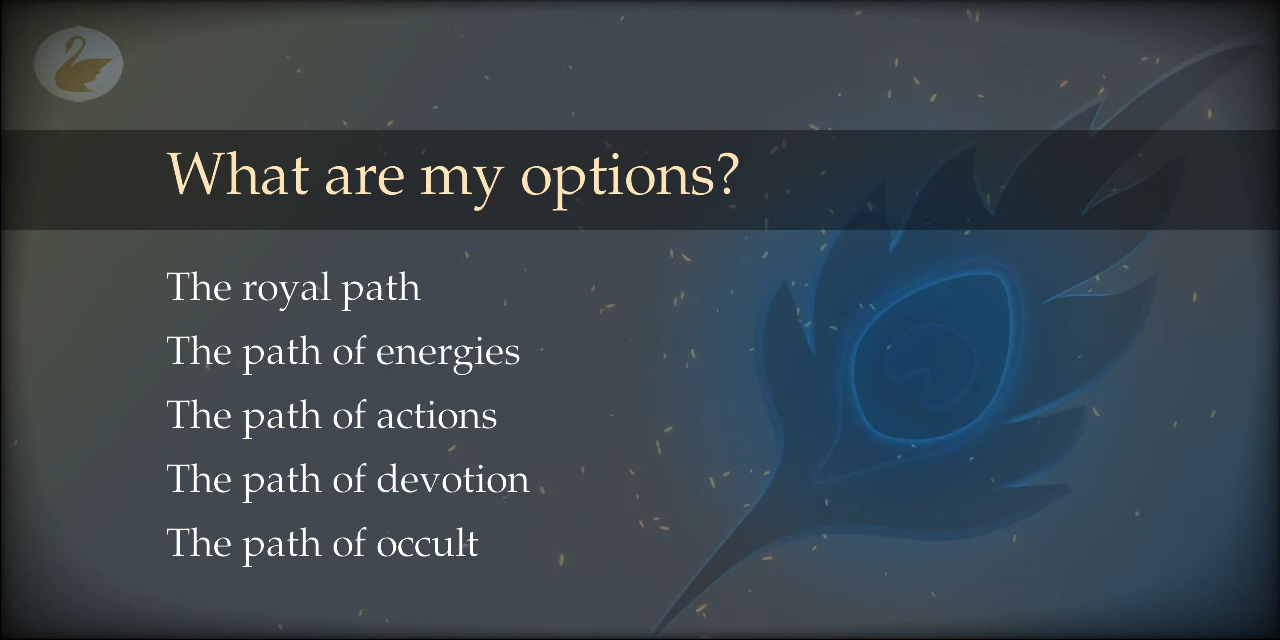 What are my options?
The royal path
The path of energies
The path of actions
The path of devotion
The path of occult